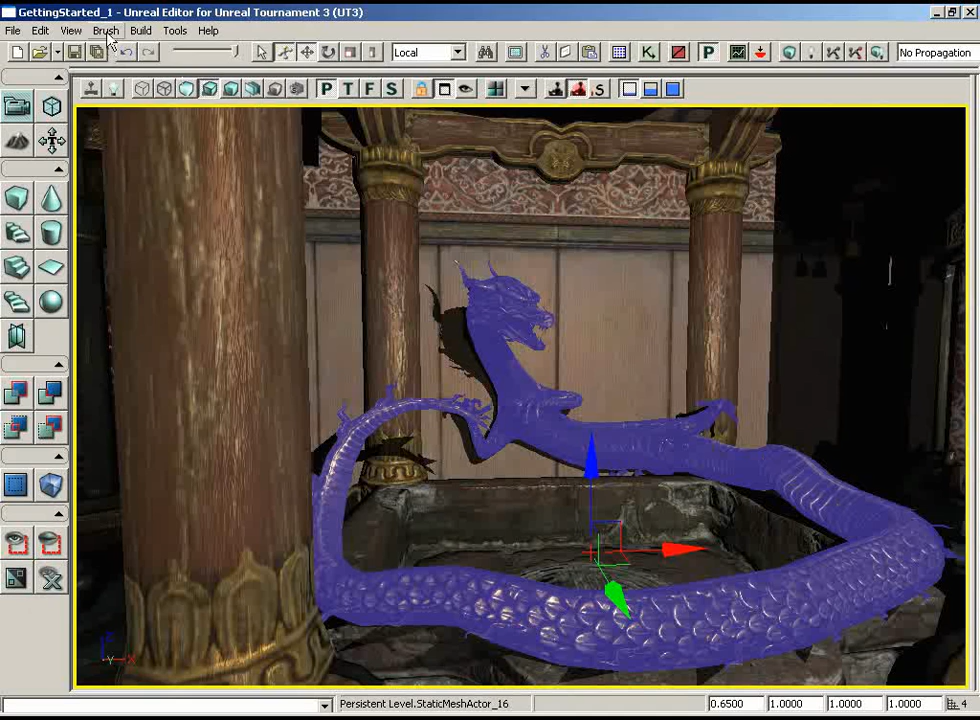 GettingStarted_1 - Unreal Editor for Unreal Tournament 3 (UT3)
File Edit View Brush Build Tools Help
Local
P
No Propagation
P T F S
S
Y X
Persistent Level.StaticMeshActor_16
0.6500 1.0000 1.0000 1.0000 4